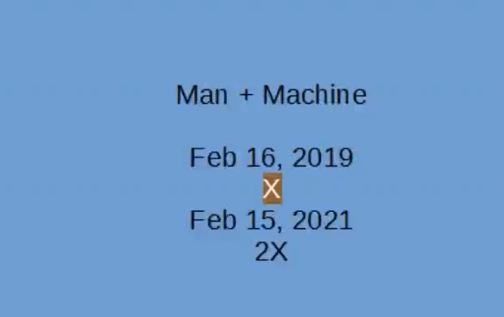 Man + Machine
Feb 16, 2019
X
Feb 15, 2021
2X